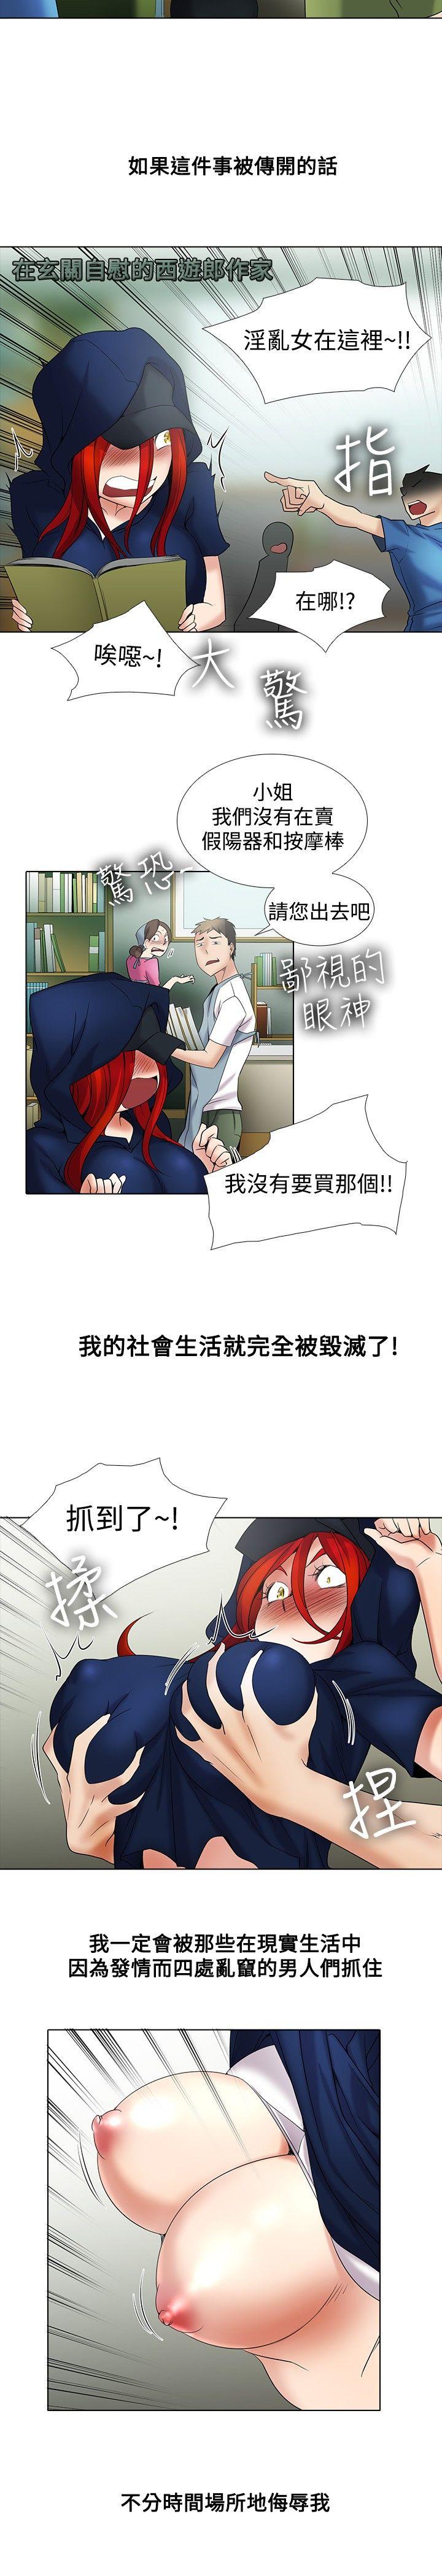 如果這件事被傳開的話
在玄關自慰的西遊郎作家
淫亂女在這裡~!!
指
在哪!?
唉噁~!
大
驚
小姐
我們沒有在賣
假陽器和按摩棒
請您出去吧
驚恐~
鄙視的
眼神
我沒有要買那個!!
我的社會生活就完全被毀滅了!
抓到了~!
揉
捏
我一定會被那些在現實生活中
因為發情而四處亂竄的男人們抓住
不分時間場所地侮辱我